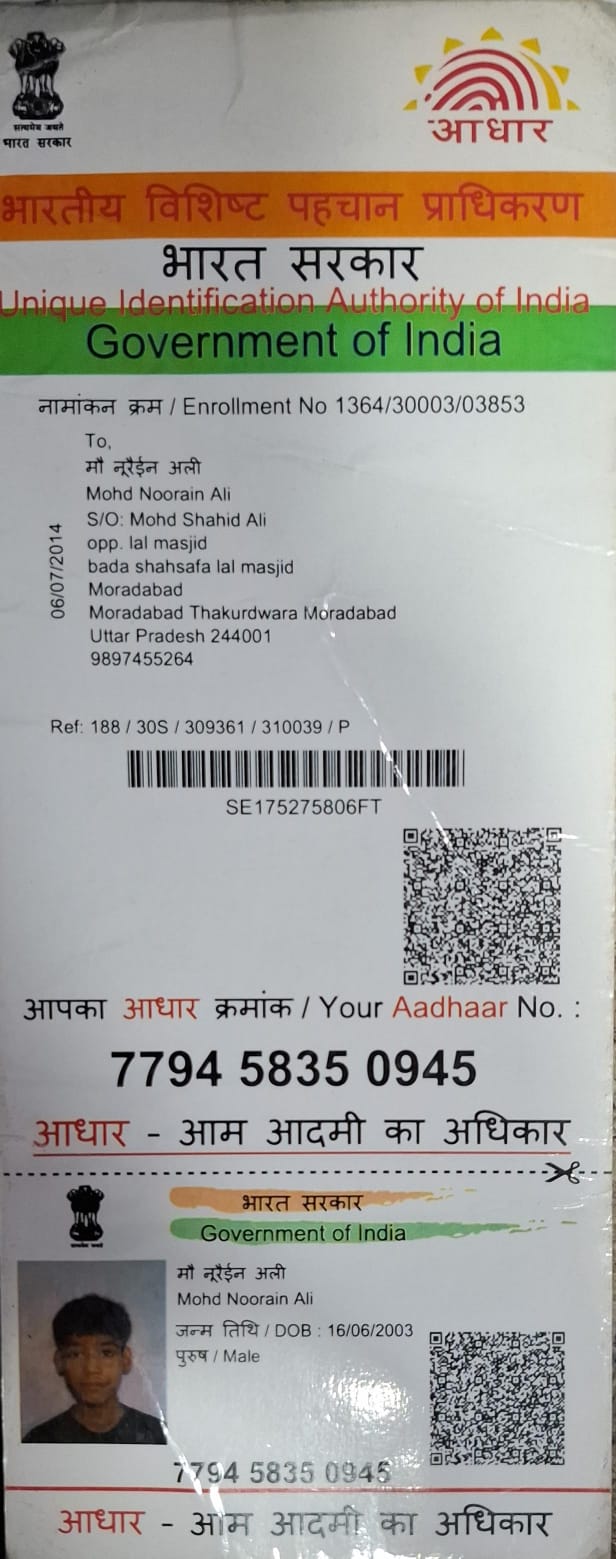 सत्यमेव जयते
भारत सरकार
आधार
भारतीय विशिष्ट पहचान प्राधिकरण
भारत सरकार
Unique Identification Authority of India
Government of India
नामांकन क्रम / Enrollment No 1364/30003/03853
To,
मौ नूरैईन अली
Mohd Noorain Ali
S/O: Mohd Shahid Ali
opp. lal masjid
bada shahsafa lal masjid
Moradabad
Moradabad Thakurdwara Moradabad
Uttar Pradesh 244001
9897455264
06/07/2014
Ref: 188 / 30S / 309361 / 310039 / P
SE175275806FT
आपका आधार क्रमांक / Your Aadhaar No. :
7794 5835 0945
आधार - आम आदमी का अधिकार
भारत सरकार
Government of India
मौ नूरैईन अली
Mohd Noorain Ali
जन्म तिथि / DOB : 16/06/2003
पुरुष / Male
7794 5835 0945
आधार - आम आदमी का अधिकार